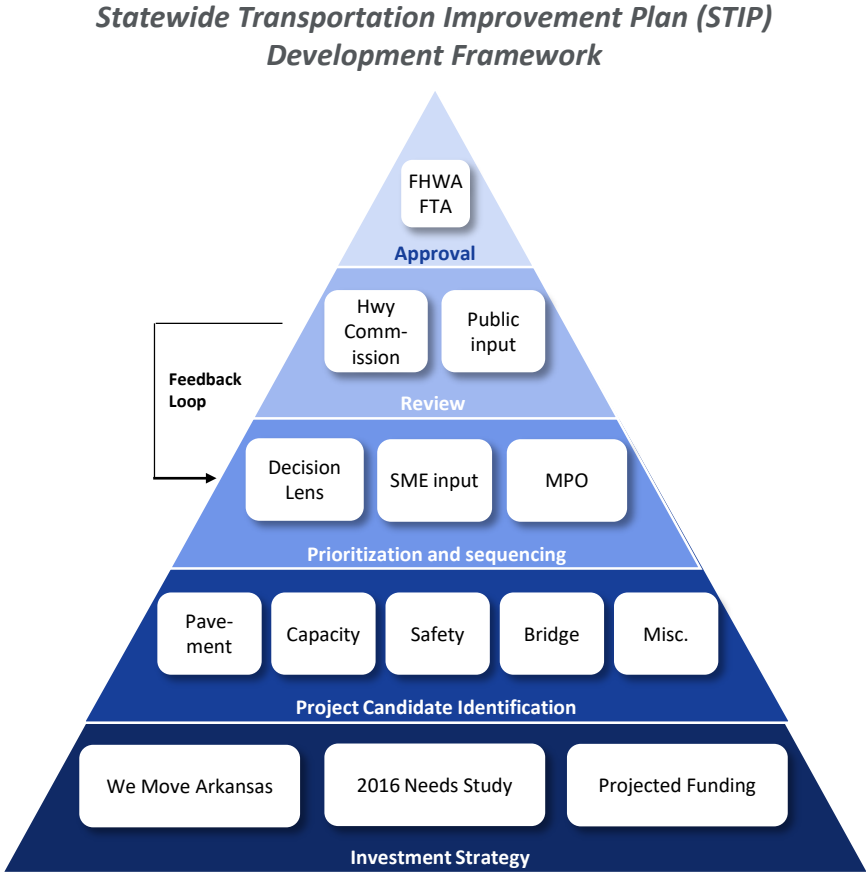 Statewide Transportation Improvement Plan (STIP)
Development Framework
FHWA
FTA
Approval
Hwy
Comm-
ission
Public
input
Review
Feedback
Loop
Decision
Lens
SME input
MPO
Prioritization and sequencing
Pave-
ment
Capacity
Safety
Bridge
Misc.
Project Candidate Identification
We Move Arkansas
2016 Needs Study
Projected Funding
Investment Strategy